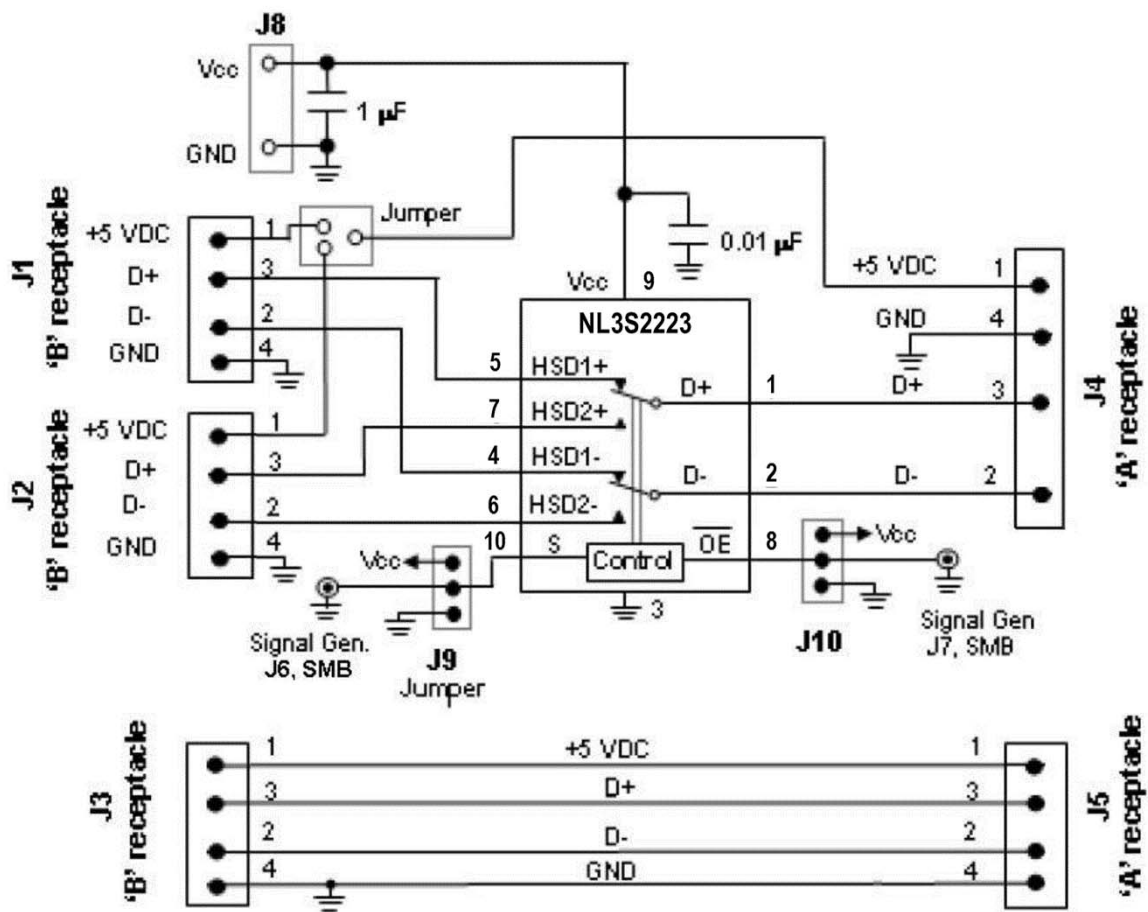 J8
Vcc
1 µF
GND
'B' receptacle
J1
+5 VDC
1
D+
3
D-
2
GND
4
Jumper
0.01 µF
Vcc
9
NL3S2223
+5 VDC
1
GND
4
D+
3
D-
2
J4
'A' receptacle
5
HSD1+
7
HSD2+
4
HSD1-
6
HSD2-
10
S
Control
OE
8
D+
1
D+
D-
2
D-
3
J2
'B' receptacle
+5 VDC
1
D+
3
D-
2
GND
4
Vcc
Signal Gen.
J6, SMB
J9
Jumper
Vcc
J10
Signal Gen
J7, SMB
J3
'B' receptacle
1
+5 VDC
1
3
D+
3
2
D-
2
4
GND
4
J5
'A' receptacle